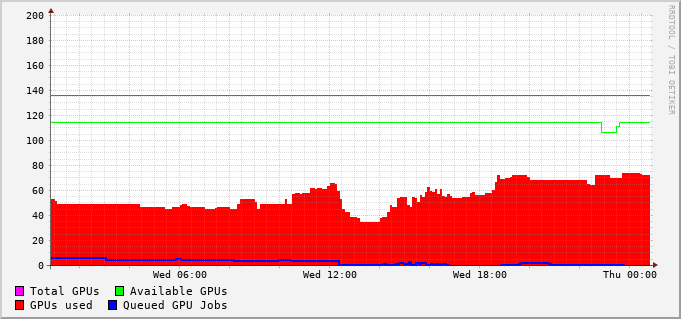 200
180
160
140
120
100
80
60
40
20
0
Wed 06:00 Wed 12:00 Wed 18:00 Thu 00:00
Total GPUs Available GPUs
GPUs used Queued GPU Jobs
RRDTOOL / TOBI OETIKER